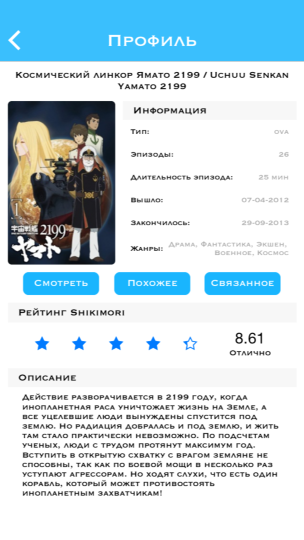 Профиль
Космический линкор Ямато 2199 / Uchuu Senkan
Yamato 2199
Информация
Тип: ova
Эпизоды: 26
Длительность эпизода: 25 мин
Вышло: 07-04-2012
Закончилось: 29-09-2013
Жанры: Драма, Фантастика, Экшен,
Военное, Космос
宇宙戦艦
2199
ヤマト
1
Смотреть Похожее Связанное
Рейтинг Shikimori
8.61
Отлично
Описание
Действие разворачивается в 2199 году, когда
инопланетная раса уничтожает жизнь на Земле, а
все уцелевшие люди вынуждены спустится под
землю. Но радиация добралась и под землю, и жить
там стало практически невозможно. По подсчетам
ученых, люди с трудом протянут максимум год.
Вступить в открытую схватку с врагом земляне не
способны, так как по боевой мощи в несколько раз
уступают агрессорам. Но ходят слухи, что есть один
корабль, который может противостоять
инопланетным захватчикам!